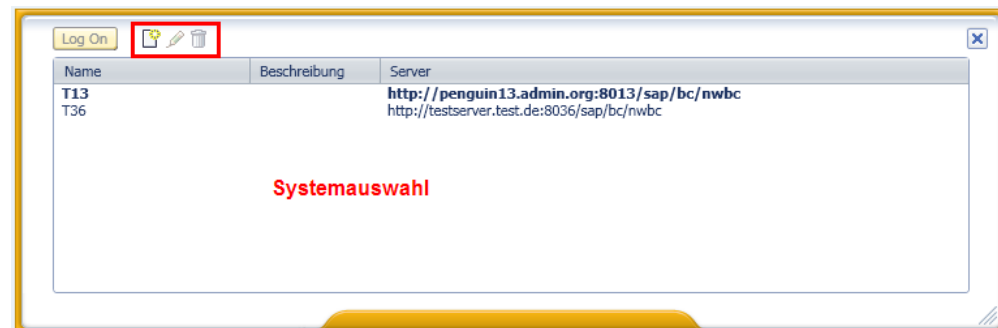 Log On
Name Beschreibung Server
T13 http://penguin13.admin.org:8013/sap/bc/nwbc
T36 http://testserver.test.de:8036/sap/bc/nwbc
Systemauswahl